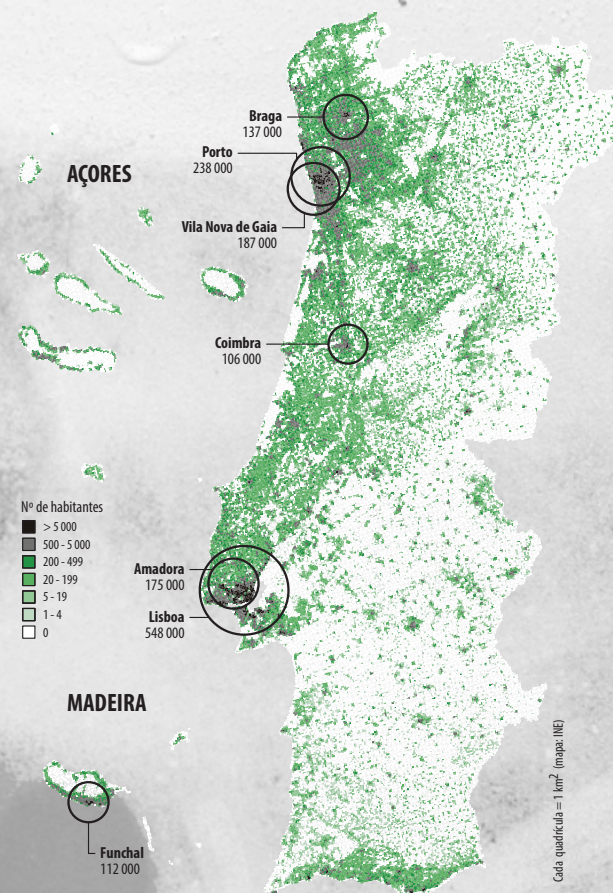 Braga
137 000
Porto
238 000
AÇORES
Vila Nova de Gaia
187 000
Coimbra
106 000
Nº de habitantes
> 5 000
500 - 5 000
200 - 499
20 - 199
5 - 19
1 - 4
0
Amadora
175 000
Lisboa
548 000
MADEIRA
Funchal
112 000
Cada quadrícula = 1 km² (mapa: INE)